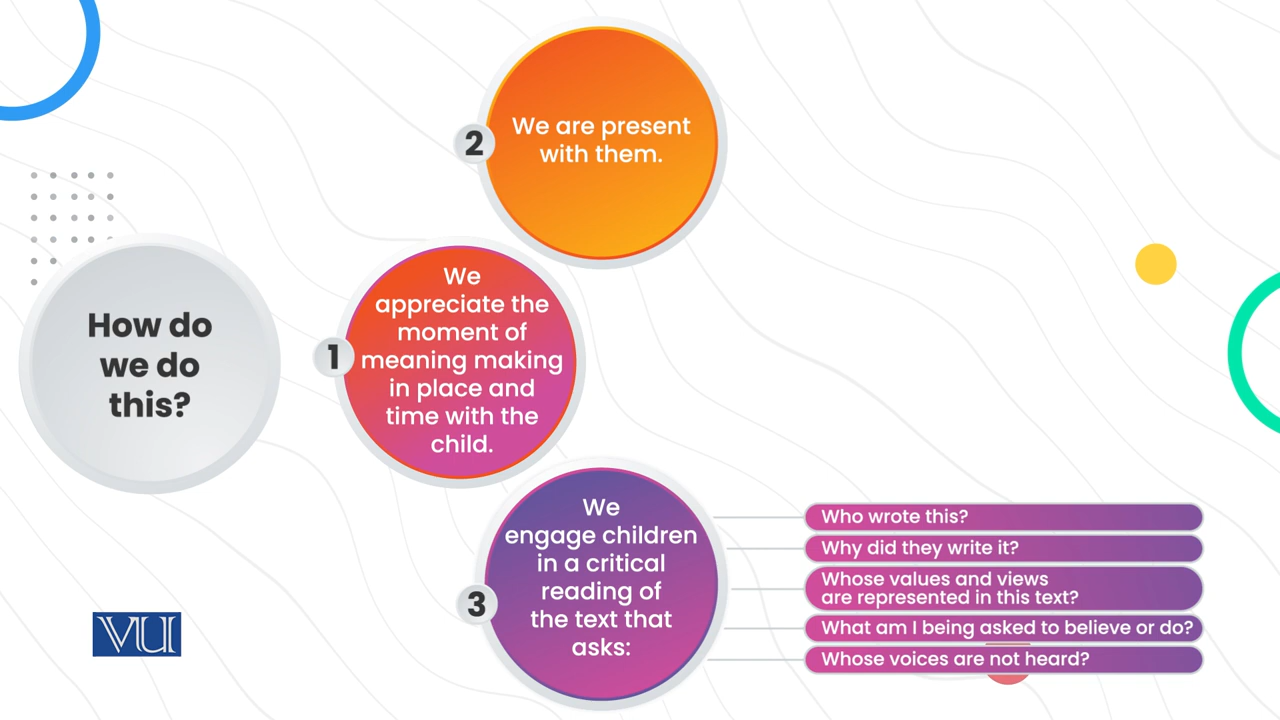 How do
we do
this?
1
We
appreciate the
moment of
meaning making
in place and
time with the
child.
2
We are present
with them.
3
We
engage children
in a critical
reading of
the text that
asks:
Who wrote this?
Why did they write it?
Whose values and views
are represented in this text?
What am I being asked to believe or do?
Whose voices are not heard?
VU